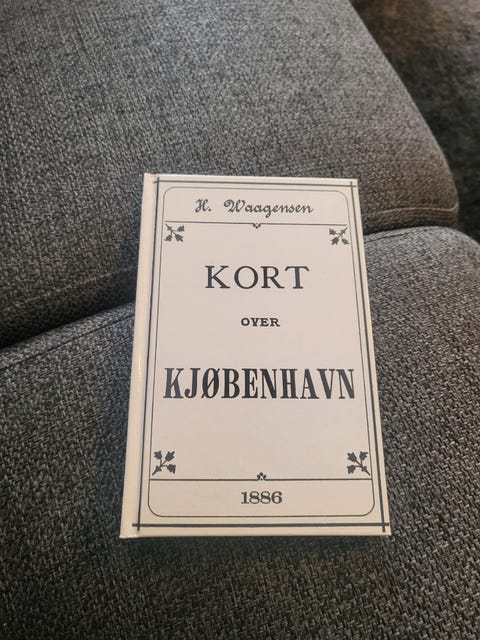 H. Waagensen
KORT
OVER
KJØBENHAVN
1886